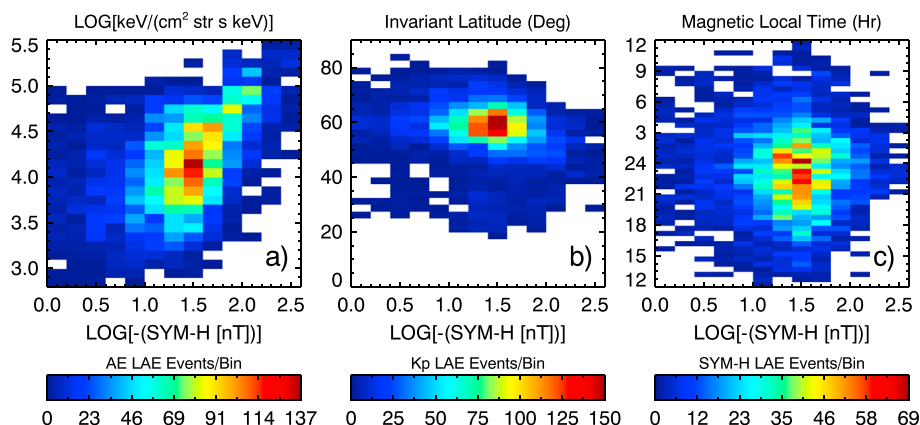 LOG[keV/(cm² str s keV)]
Invariant Latitude (Deg)
Magnetic Local Time (Hr)
5.5
5.0
4.5
4.0
3.5
3.0
a)
0.0 0.5 1.0 1.5 2.0 2.5
LOG[-(SYM-H [nT])]
80
60
40
20
0
b)
0.0 0.5 1.0 1.5 2.0 2.5
LOG[-(SYM-H [nT])]
12
9
6
3
24
21
18
15
12
c)
0.0 0.5 1.0 1.5 2.0 2.5
LOG[-(SYM-H [nT])]
AE LAE Events/Bin
0 23 46 69 91 114 137
Kp LAE Events/Bin
0 25 50 75 100 125 150
SYM-H LAE Events/Bin
0 12 24 36 48 60 69